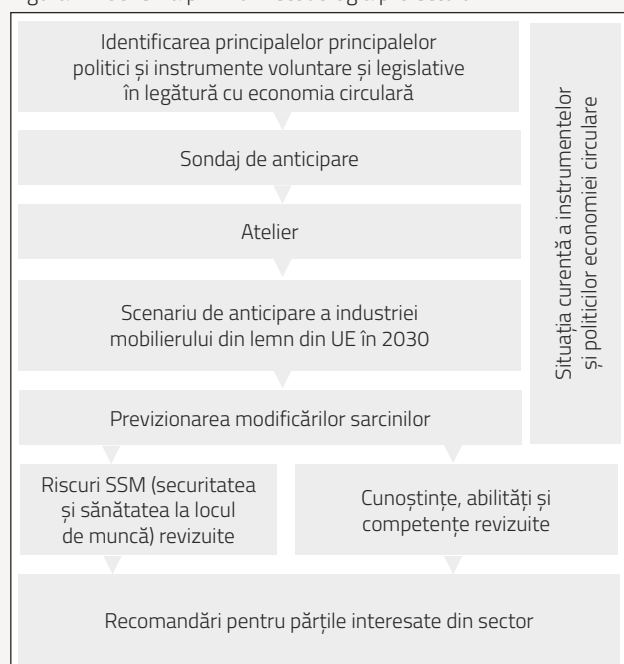 Identificarea principalelor principalelor
politici și instrumente voluntare și legislative
în legătură cu economia circulară
Sondaj de anticipare
Atelier
Scenariu de anticipare a industriei
mobilierului din lemn din UE în 2030
Previzionarea modificărilor sarcinilor
Situația curentă a instrumentelor
și politicilor economiei circulare
Riscuri SSM (securitatea
și sănătatea la locul
de muncă) revizuite
Cunoștințe, abilități și
competențe revizuite
Recomandări pentru părțile interesate din sector